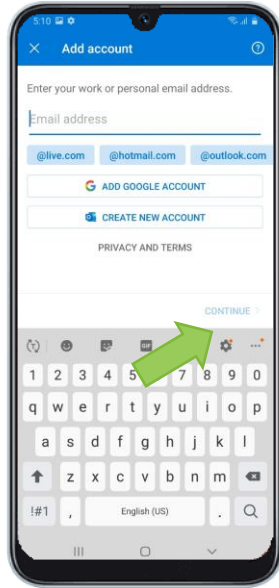 5:10
Add account
Enter your work or personal email address.
Email address
@live.com @hotmail.com @outlook.com
G ADD GOOGLE ACCOUNT
CREATE NEW ACCOUNT
PRIVACY AND TERMS
CONTINUE
GIF
1 2 3 4 5 7 8 9 0
q w e r t y u i o p
a s d f g h j k l
z x c v b n m
!#1 , English (US) .